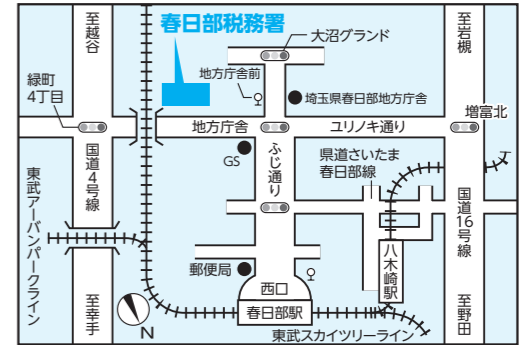 至越谷
春日部税務署
大沼グランド
至岩槻
地方庁舎前
緑町
4丁目
埼玉県春日部地方庁舎
増富北
地方庁舎
ユリノキ通り
国道4号線
GS
ふじ通り
県道さいたま
春日部線
東武アーバンパークライン
国道16号線
八木崎駅
郵便局
西口
至幸手
春日部駅
至野田
N
東武スカイツリーライン